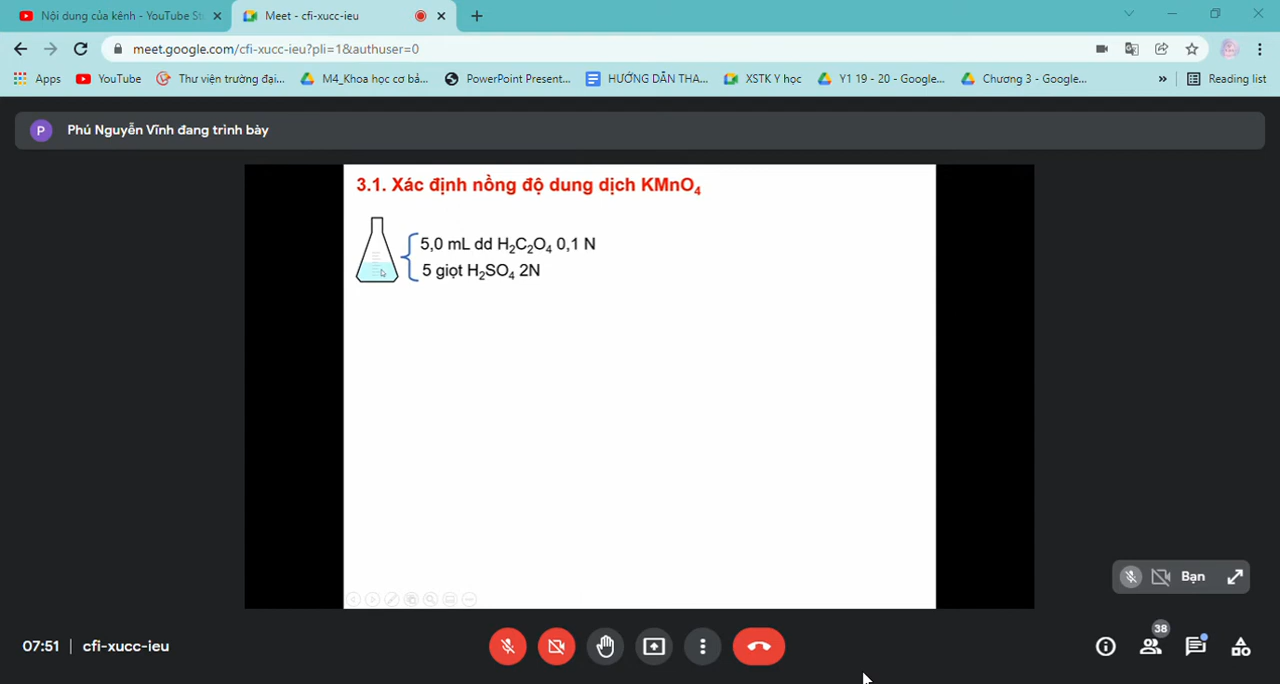 Nội dung của kênh - YouTube St
Meet - cfi-xucc-ieu
meet.google.com/cfi-xucc-ieu?pli=1&authuser=0
Apps
YouTube
Thư viện trường đại...
M4_Khoa học cơ bả...
PowerPoint Present...
HƯỚNG DẪN THA...
XSTK Y học
Y1 19 - 20 - Google...
Chương 3 - Google...
»
Reading list
P
Phú Nguyễn Vĩnh đang trình bày
3.1. Xác định nồng độ dung dịch KMnO₄
5,0 mL dd H₂C₂O₄ 0,1 N
5 giọt H₂SO₄ 2N
Bạn
07:51
cfi-xucc-ieu
38